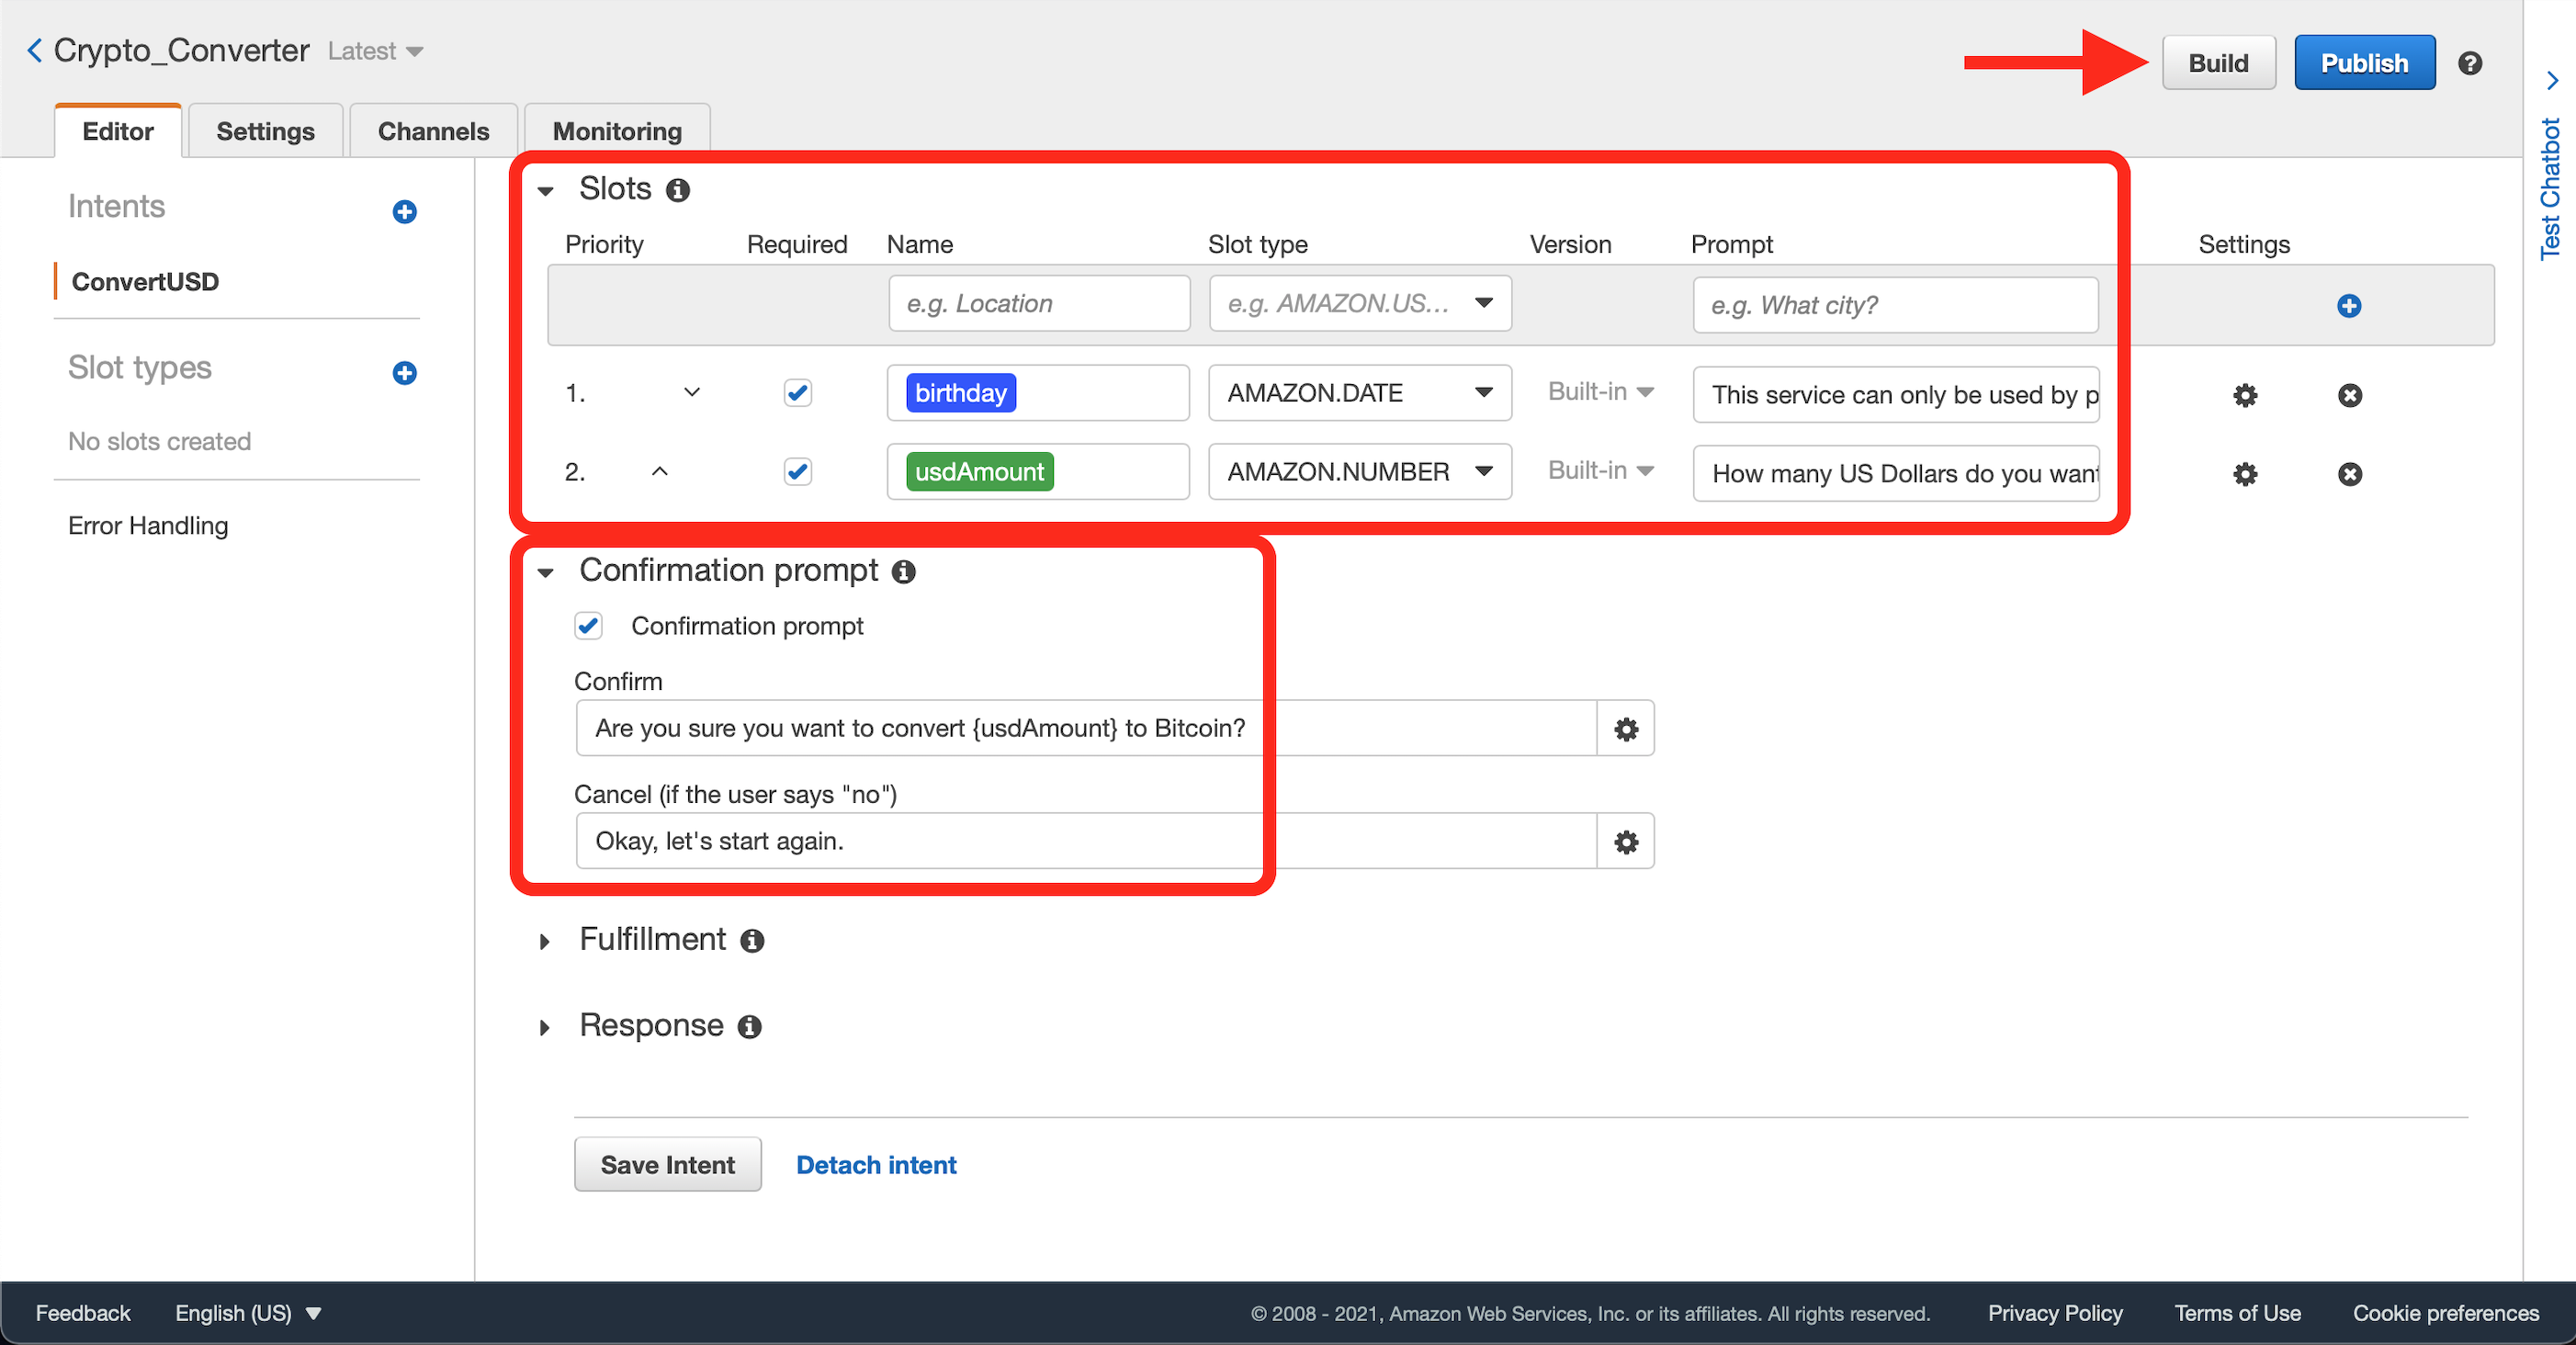 Crypto_Converter Latest
Build Publish
Editor Settings Channels Monitoring
Test Chatbot
Intents
ConvertUSD
Slot types
No slots created
Error Handling
Slots
Priority Required Name Slot type Version Prompt Settings
e.g. Location e.g. AMAZON.US... e.g. What city?
1. birthday AMAZON.DATE Built-in This service can only be used by p
2. usdAmount AMAZON.NUMBER Built-in How many US Dollars do you want
Confirmation prompt
Confirmation prompt
Confirm
Are you sure you want to convert {usdAmount} to Bitcoin?
Cancel (if the user says "no")
Okay, let's start again.
Fulfillment
Response
Save Intent Detach intent
Feedback English (US) © 2008 - 2021, Amazon Web Services, Inc. or its affiliates. All rights reserved. Privacy Policy Terms of Use Cookie preferences